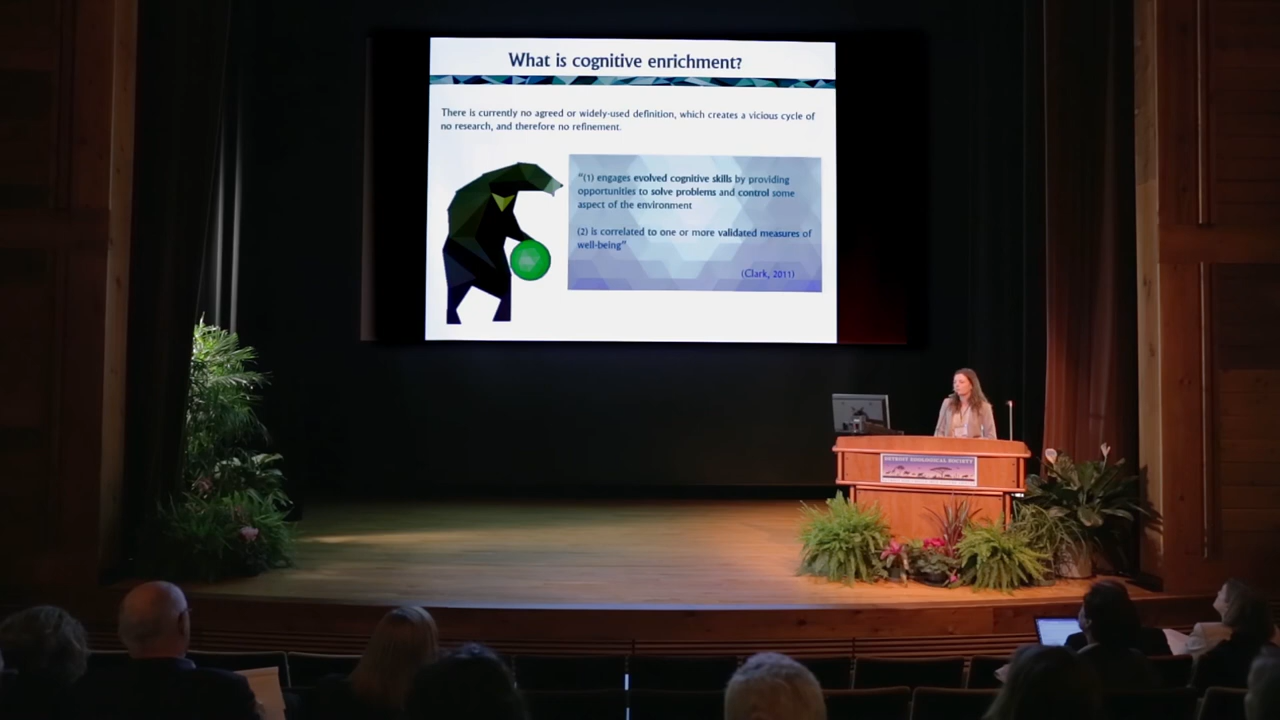 What is cognitive enrichment?
There is currently no agreed or widely-used definition, which creates a vicious cycle of
no research, and therefore no refinement.
"(1) engages evolved cognitive skills by providing
opportunities to solve problems and control some
aspect of the environment
(2) is correlated to one or more validated measures of
well-being"
(Clark, 2011)
DETROIT ZOOLOGICAL SOCIETY